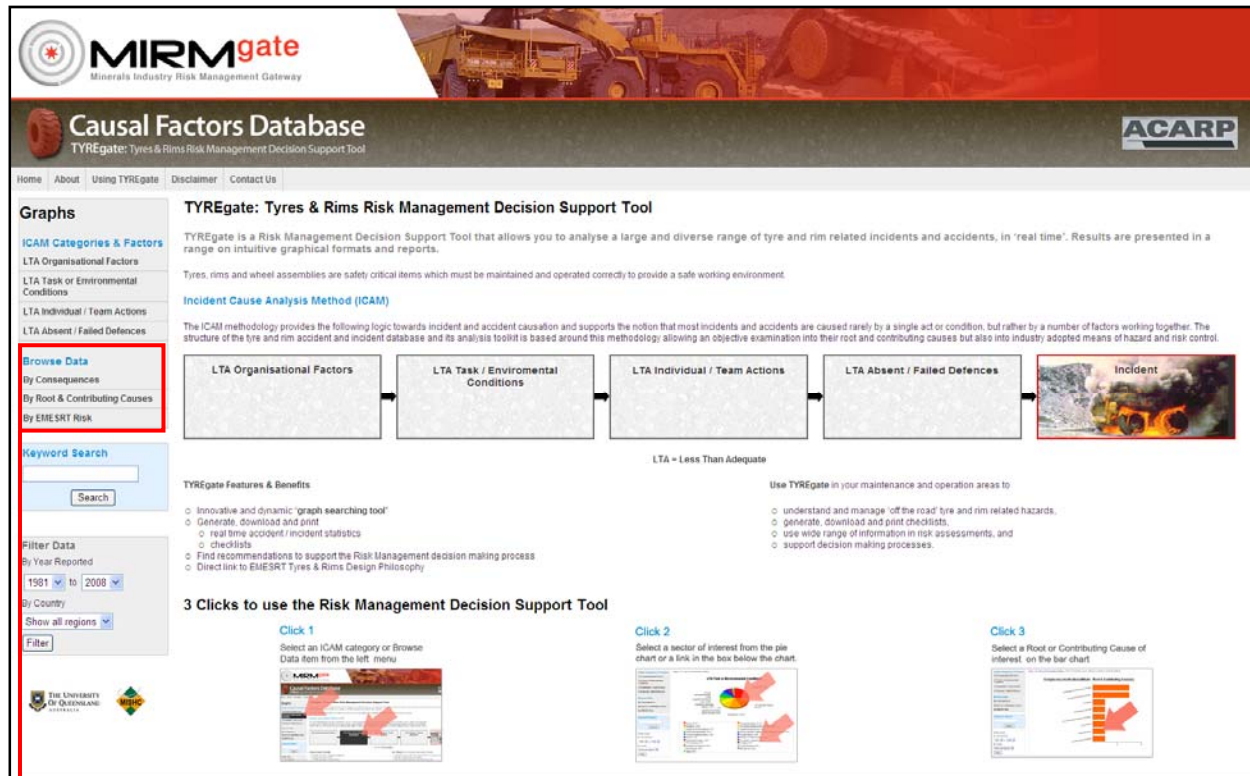 MIRMgate
Minerals Industry Risk Management Gateway
Causal Factors Database
TYREgate: Tyres & Rims Risk Management Decision Support Tool
ACARP
Home About Using TYREgate Disclaimer Contact Us
Graphs
ICAM Categories & Factors
LTA Organisational Factors
LTA Task or Environmental
Conditions
LTA Individual / Team Actions
LTA Absent / Failed Defences
Browse Data
By Consequences
By Root & Contributing Causes
By EMESRT Risk
Keyword Search
Search
Filter Data
By Year Reported
1981 to 2008
By Country
Show all regions
Filter
THE UNIVERSITY
OF QUEENSLAND
AUSTRALIA
MISHC
TYREgate: Tyres & Rims Risk Management Decision Support Tool
TYREgate is a Risk Management Decision Support Tool that allows you to analyse a large and diverse range of tyre and rim related incidents and accidents, in 'real time'. Results are presented in a
range on intuitive graphical formats and reports.
Tyres, rims and wheel assemblies are safety critical items which must be maintained and operated correctly to provide a safe working environment.
Incident Cause Analysis Method (ICAM)
The ICAM methodology provides the following logic towards incident and accident causation and supports the notion that most incidents and accidents are caused rarely by a single act or condition, but rather by a number of factors working together. The
structure of the tyre and rim accident and incident database and its analysis toolkit is based around this methodology allowing an objective examination into their root and contributing causes but also into industry adopted means of hazard and risk control.
LTA Organisational Factors
LTA Task / Enviromental
Conditions
LTA Individual / Team Actions
LTA Absent / Failed Defences
Incident
LTA = Less Than Adequate
TYREgate Features & Benefits
Innovative and dynamic 'graph searching tool'
Generate, download and print
real time accident / incident statistics
checklists
Find recommendations to support the Risk Management decision making process
Direct link to EMESRT Tyres & Rims Design Philosophy
Use TYREgate in your maintenance and operation areas to
understand and manage 'off the road' tyre and rim related hazards,
generate, download and print checklists,
use wide range of information in risk assessments, and
support decision making processes.
3 Clicks to use the Risk Management Decision Support Tool
Click 1
Select an ICAM category or Browse
Data item from the left menu
Click 2
Select a sector of interest from the pie
chart or a link in the box below the chart.
Click 3
Select a Root or Contributing Cause of
interest on the bar chart